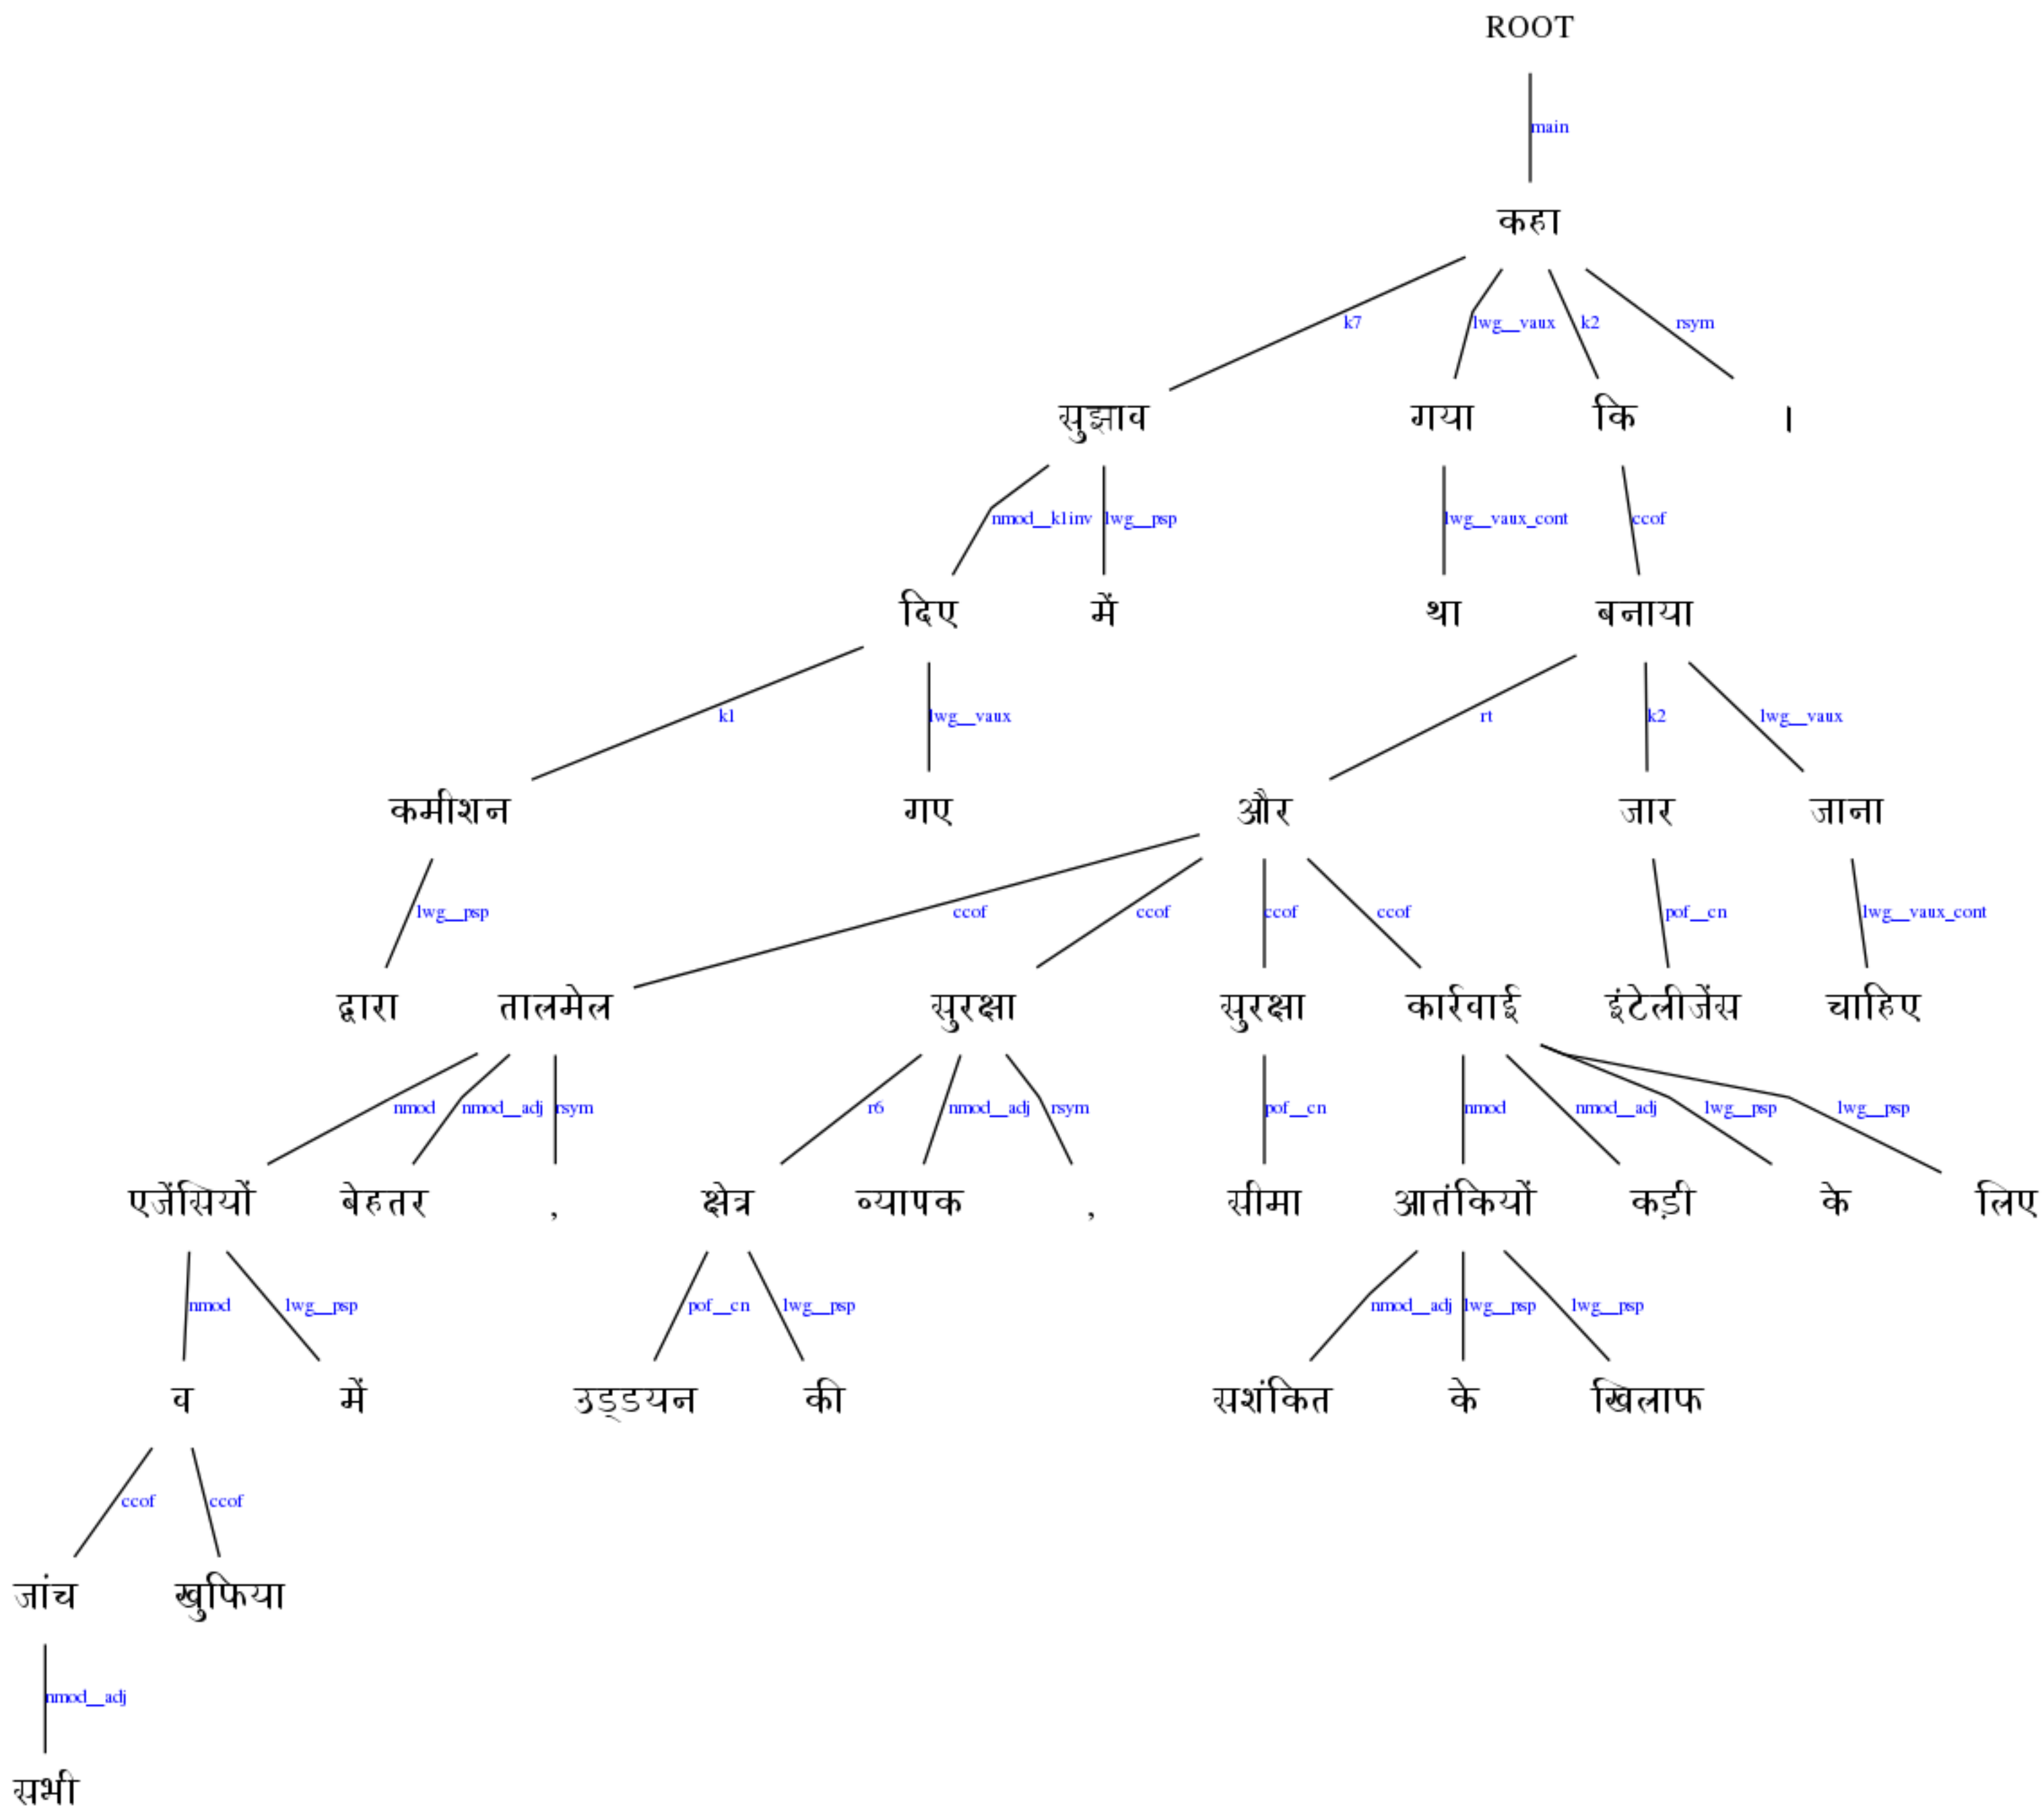 ROOT
main
कहा
k7 lwg__vaux k2 rsym
सुझाव गया कि ।
nmod__k1inv lwg__psp lwg__vaux_cont ccof
दिए में था बनाया
k1 lwg__vaux rt k2 lwg__vaux
कमीशन गए और जार जाना
lwg__psp ccof ccof ccof ccof pof__cn lwg__vaux_cont
द्वारा तालमेल सुरक्षा सुरक्षा कार्रवाई इंटेलीजेंस चाहिए
nmod nmod__adj rsym r6 nmod__adj rsym pof__cn nmod nmod__adj lwg__psp lwg__psp
एजेंसियों बेहतर , क्षेत्र व्यापक , सीमा आतंकियों कड़ी के लिए
nmod lwg__psp pof__cn lwg__psp nmod__adj lwg__psp lwg__psp
व में उड्डयन की सशंकित के खिलाफ
ccof ccof
जांच खुफिया
nmod__adj
सभी